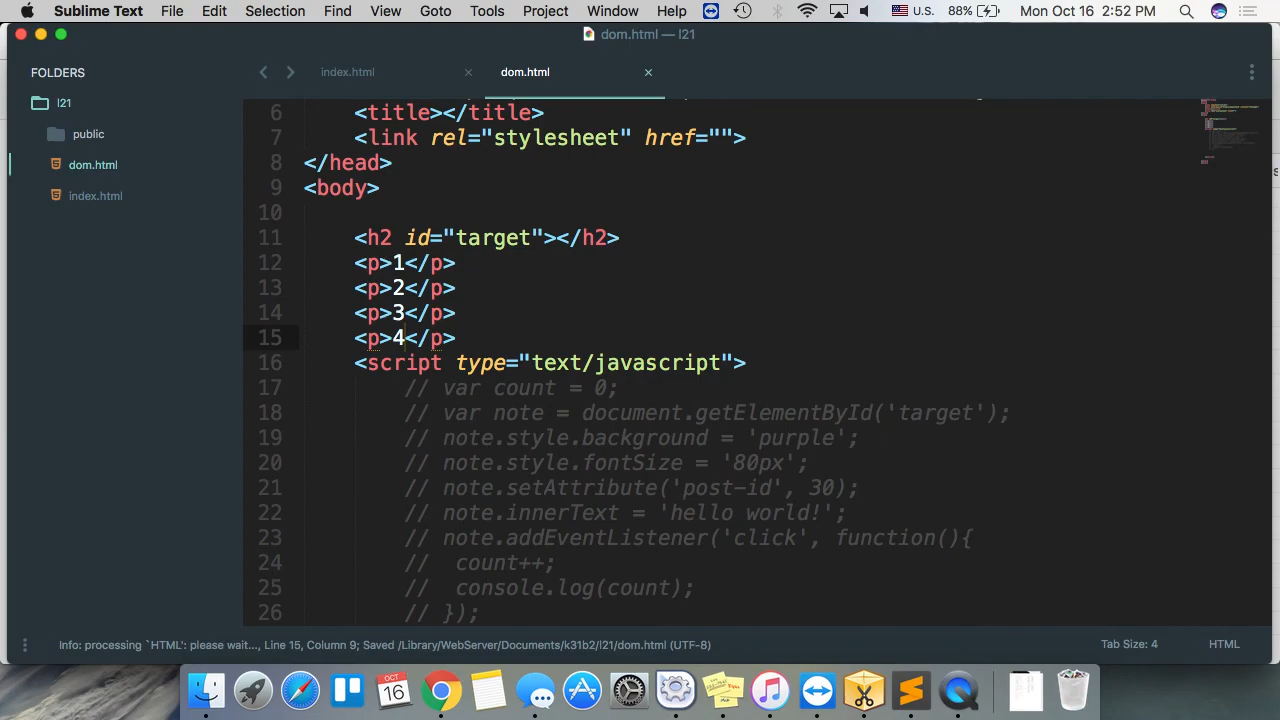 Sublime Text File Edit Selection Find View Goto Tools Project Window Help U.S. 88% Mon Oct 16 2:52 PM
dom.html — l21
FOLDERS
l21
public
dom.html
index.html
index.html dom.html
6 <title></title>
7 <link rel="stylesheet" href="">
8 </head>
9 <body>
10
11 <h2 id="target"></h2>
12 <p>1</p>
13 <p>2</p>
14 <p>3</p>
15 <p>4</p>
16 <script type="text/javascript">
17 // var count = 0;
18 // var note = document.getElementById('target');
19 // note.style.background = 'purple';
20 // note.style.fontSize = '80px';
21 // note.setAttribute('post-id', 30);
22 // note.innerText = 'hello world!';
23 // note.addEventListener('click', function(){
24 // count++;
25 // console.log(count);
26 // });
Info: processing `HTML': please wait..., Line 15, Column 9; Saved /Library/WebServer/Documents/k31b2/l21/dom.html (UTF-8) Tab Size: 4 HTML
OCT
16